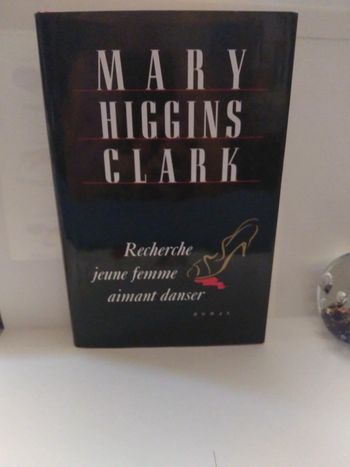 MARY
HIGGINS
CLARK
Recherche
jeune femme
aimant danser
ROMAN